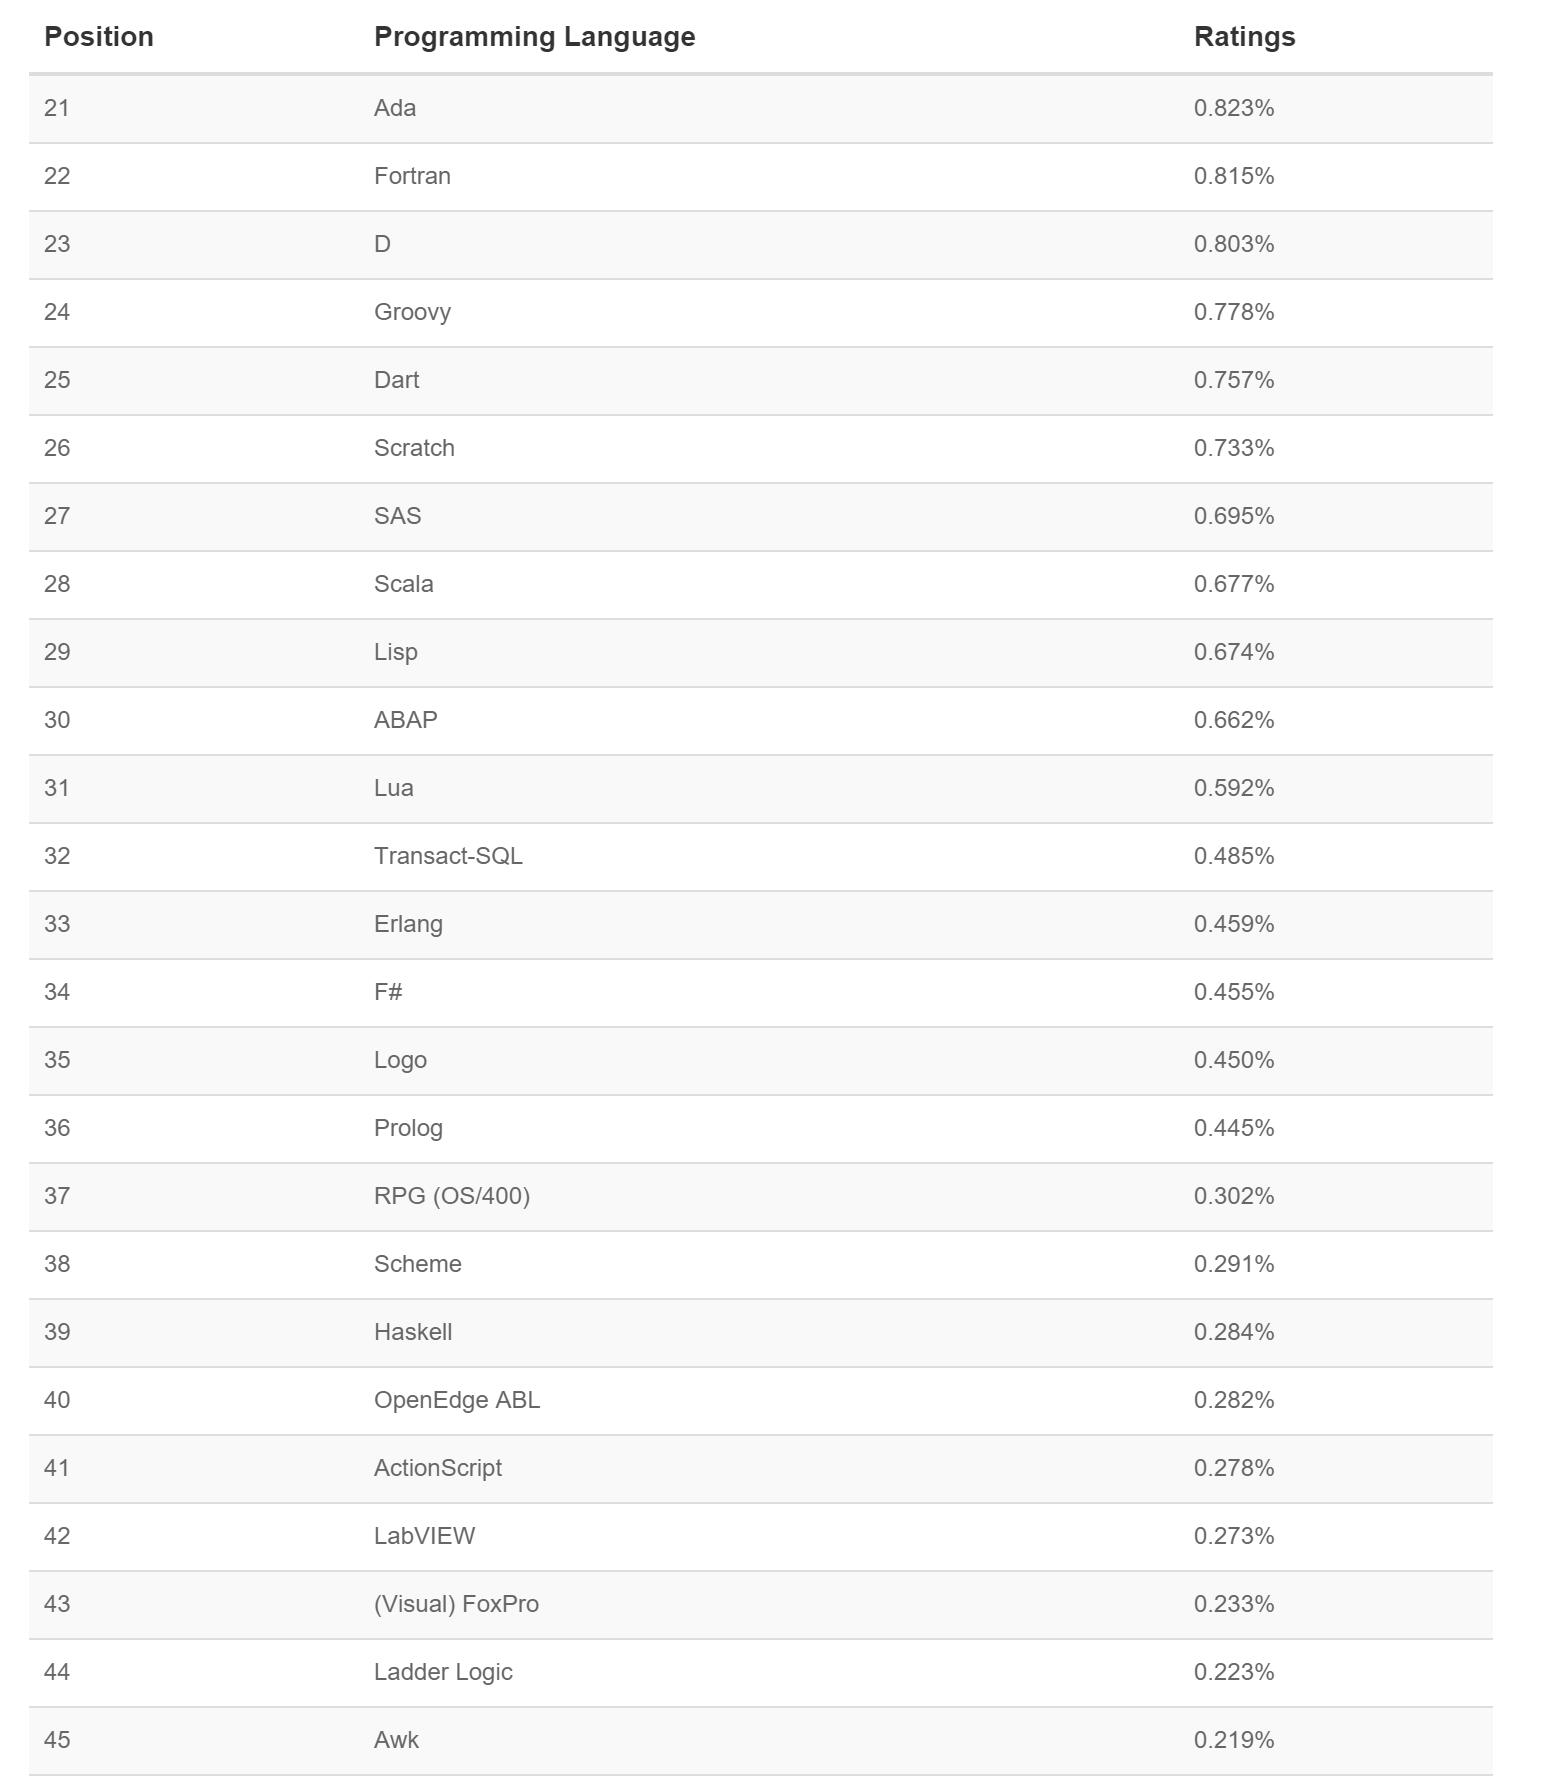 Position Programming Language Ratings
21 Ada 0.823%
22 Fortran 0.815%
23 D 0.803%
24 Groovy 0.778%
25 Dart 0.757%
26 Scratch 0.733%
27 SAS 0.695%
28 Scala 0.677%
29 Lisp 0.674%
30 ABAP 0.662%
31 Lua 0.592%
32 Transact-SQL 0.485%
33 Erlang 0.459%
34 F# 0.455%
35 Logo 0.450%
36 Prolog 0.445%
37 RPG (OS/400) 0.302%
38 Scheme 0.291%
39 Haskell 0.284%
40 OpenEdge ABL 0.282%
41 ActionScript 0.278%
42 LabVIEW 0.273%
43 (Visual) FoxPro 0.233%
44 Ladder Logic 0.223%
45 Awk 0.219%